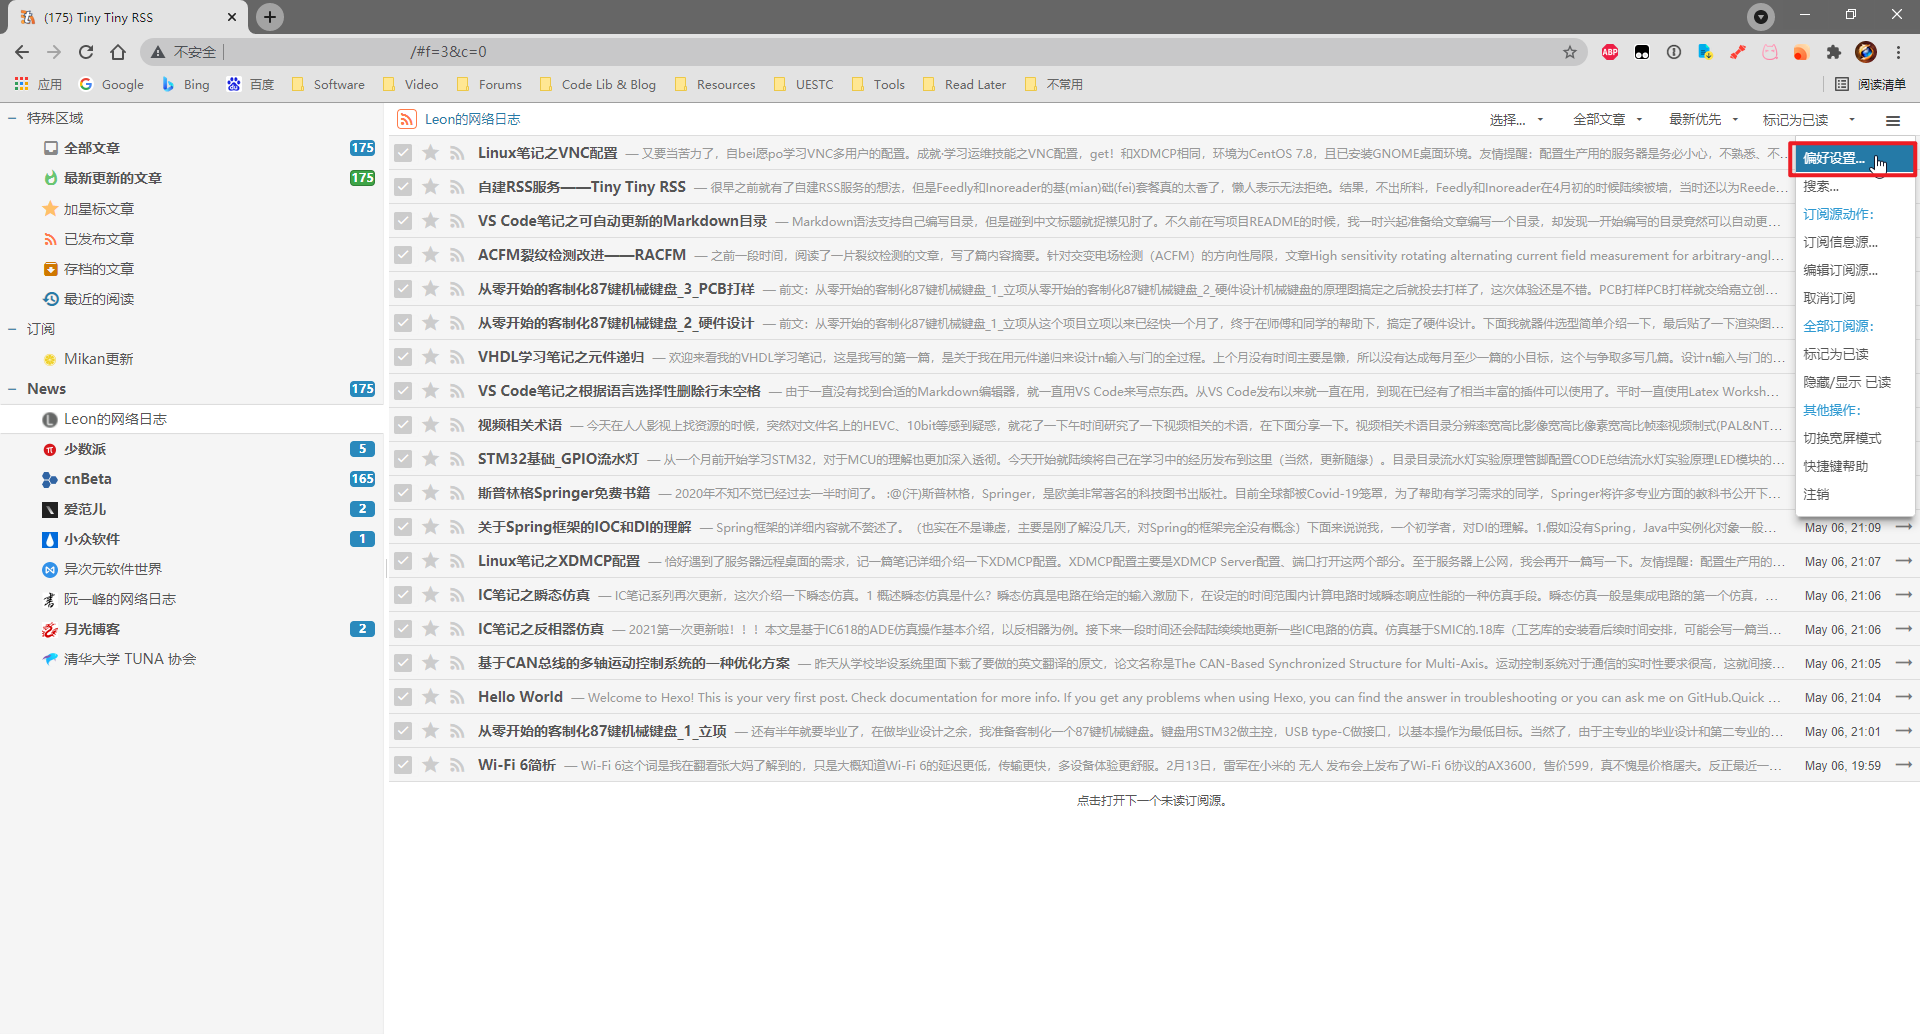 (175) Tiny Tiny RSS
不安全
/#f=3&c=0
应用
Google
Bing
百度
Software
Video
Forums
Code Lib & Blog
Resources
UESTC
Tools
Read Later
不常用
阅读清单
特殊区域
全部文章 175
最新更新的文章 175
加星标文章
已发布文章
存档的文章
最近的阅读
订阅
Mikan更新
News 175
Leon的网络日志
少数派 5
cnBeta 165
爱范儿 2
小众软件 1
异次元软件世界
阮一峰的网络日志
月光博客 2
清华大学 TUNA 协会
Leon的网络日志
选择...
全部文章
最新优先
标记为已读
Linux笔记之VNC配置 — 又要当苦力了，自bei愿po学习VNC多用户的配置。成就·学习运维技能之VNC配置，get！和XDMCP相同，环境为CentOS 7.8，且已安装GNOME桌面环境。友情提醒：配置生产用的服务器是务必小心，不熟悉、不...
自建RSS服务——Tiny Tiny RSS — 很早之前就有了自建RSS服务的想法，但是Feedly和Inoreader的基(mian)础(fei)套餐真的太香了，懒人表示无法拒绝。结果，不出所料，Feedly和Inoreader在4月初的时候陆续被墙，当时还以为Reede...
VS Code笔记之可自动更新的Markdown目录 — Markdown语法支持自己编写目录，但是碰到中文标题就捉襟见肘了。不久前在写项目README的时候，我一时兴起准备给文章编写一个目录，却发现一开始编写的目录竟然可以自动更...
ACFM裂纹检测改进——RACFM — 之前一段时间，阅读了一片裂纹检测的文章，写了篇内容摘要。针对交变电场检测（ACFM）的方向性局限，文章High sensitivity rotating alternating current field measurement for arbitrary-angl...
从零开始的客制化87键机械键盘_3_PCB打样 — 前文：从零开始的客制化87键机械键盘_1_立项从零开始的客制化87键机械键盘_2_硬件设计机械键盘的原理图搞定之后就投去打样了，这次体验还是不错。PCB打样PCB打样就交给嘉立创...
从零开始的客制化87键机械键盘_2_硬件设计 — 前文：从零开始的客制化87键机械键盘_1_立项从这个项目立项以来已经快一个月了，终于在师傅和同学的帮助下，搞定了硬件设计。下面我就器件选型简单介绍一下，最后贴了一下渲染图...
VHDL学习笔记之元件递归 — 欢迎来看我的VHDL学习笔记，这是我写的第一篇，是关于我在用元件递归来设计n输入与门的全过程。上个月没有时间主要是懒，所以没有达成每月至少一篇的小目标，这个与争取多写几篇。设计n输入与门的...
VS Code笔记之根据语言选择性删除行末空格 — 由于一直没有找到合适的Markdown编辑器，就一直用VS Code来写点东西。从VS Code发布以来就一直在用，到现在已经有了相当丰富的插件可以使用了。平时一直使用Latex Worksh...
视频相关术语 — 今天在人人影视上找资源的时候，突然对文件名上的HEVC、10bit等感到疑惑，就花了一下午时间研究了一下视频相关的术语，在下面分享一下。视频相关术语目录分辨率宽高比影像宽高比像素宽高比帧率视频制式(PAL&NT...
STM32基础_GPIO流水灯 — 从一个月前开始学习STM32，对于MCU的理解也更加深入透彻。今天开始就陆续将自己在学习中的经历发布到这里（当然，更新随缘）。目录目录流水灯实验原理管脚配置CODE总结流水灯实验原理LED模块的...
斯普林格Springer免费书籍 — 2020年不知不觉已经过去一半时间了。 :@(汗)斯普林格，Springer，是欧美非常著名的科技图书出版社。目前全球都被Covid-19笼罩，为了帮助有学习需求的同学，Springer将许多专业方面的教科书公开下...
关于Spring框架的IOC和DI的理解 — Spring框架的详细内容就不赘述了。（也实在不是谦虚，主要是刚了解没几天，对Spring的框架完全没有概念）下面来说说我，一个初学者，对DI的理解。1.假如没有Spring，Java中实例化对象一般... May 06, 21:09
Linux笔记之XDMCP配置 — 恰好遇到了服务器远程桌面的需求，记一篇笔记详细介绍一下XDMCP配置。XDMCP配置主要是XDMCP Server配置、端口打开这两个部分。至于服务器上公网，我会再开一篇写一下。友情提醒：配置生产用的... May 06, 21:07
IC笔记之瞬态仿真 — IC笔记系列再次更新，这次介绍一下瞬态仿真。1 概述瞬态仿真是什么？瞬态仿真是电路在给定的输入激励下，在设定的时间范围内计算电路时域瞬态响应性能的一种仿真手段。瞬态仿真一般是集成电路的第一个仿真，... May 06, 21:06
IC笔记之反相器仿真 — 2021第一次更新啦！！！本文是基于IC618的ADE仿真操作基本介绍，以反相器为例。接下来一段时间还会陆陆续续地更新一些IC电路的仿真。仿真基于SMIC的.18库（工艺库的安装看后续时间安排，可能会写一篇当... May 06, 21:06
基于CAN总线的多轴运动控制系统的一种优化方案 — 昨天从学校毕设系统里面下载了要做的英文翻译的原文，论文名称是The CAN-Based Synchronized Structure for Multi-Axis。运动控制系统对于通信的实时性要求很高，这就间接... May 06, 21:05
Hello World — Welcome to Hexo! This is your very first post. Check documentation for more info. If you get any problems when using Hexo, you can find the answer in troubleshooting or you can ask me on GitHub.Quick ... May 06, 21:04
从零开始的客制化87键机械键盘_1_立项 — 还有半年就要毕业了，在做毕业设计之余，我准备客制化一个87键机械键盘。键盘用STM32做主控，USB type-C做接口，以基本操作为最低目标。当然了，由于主专业的毕业设计和第二专业的... May 06, 21:01
Wi-Fi 6简析 — Wi-Fi 6这个词是我在翻看张大妈了解到的，只是大概知道Wi-Fi 6的延迟更低，传输更快，多设备体验更舒服。2月13日，雷军在小米的 无人 发布会上发布了Wi-Fi 6协议的AX3600，售价599，真不愧是价格屠夫。反正最近一... May 06, 19:59
点击打开下一个未读订阅源。
偏好设置...
搜索...
订阅源动作:
订阅信息源...
编辑订阅源...
取消订阅
全部订阅源:
标记为已读
隐藏/显示 已读
其他操作:
切换宽屏模式
快捷键帮助
注销